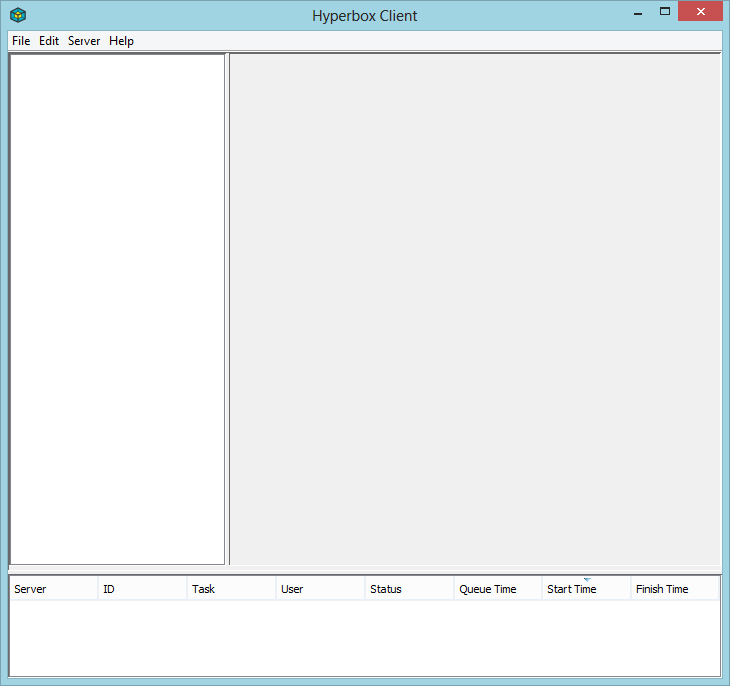 Hyperbox Client
File Edit Server Help
Server ID Task User Status Queue Time Start Time Finish Time